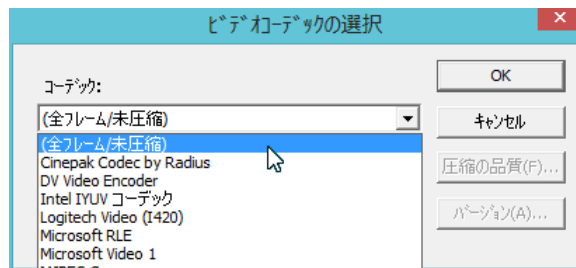 ﾋﾞﾃﾞｵｺｰﾃﾞｯｸの選択
ｺｰﾃﾞｯｸ:
OK
(全フレーム/未圧縮)
キャンセル
(全フレーム/未圧縮)
Cinepak Codec by Radius
圧縮の品質(F)...
DV Video Encoder
Intel IYUV コーデック
Logitech Video (I420)
ﾊﾞｰｼﾞｮﾝ(A)...
Microsoft RLE
Microsoft Video 1